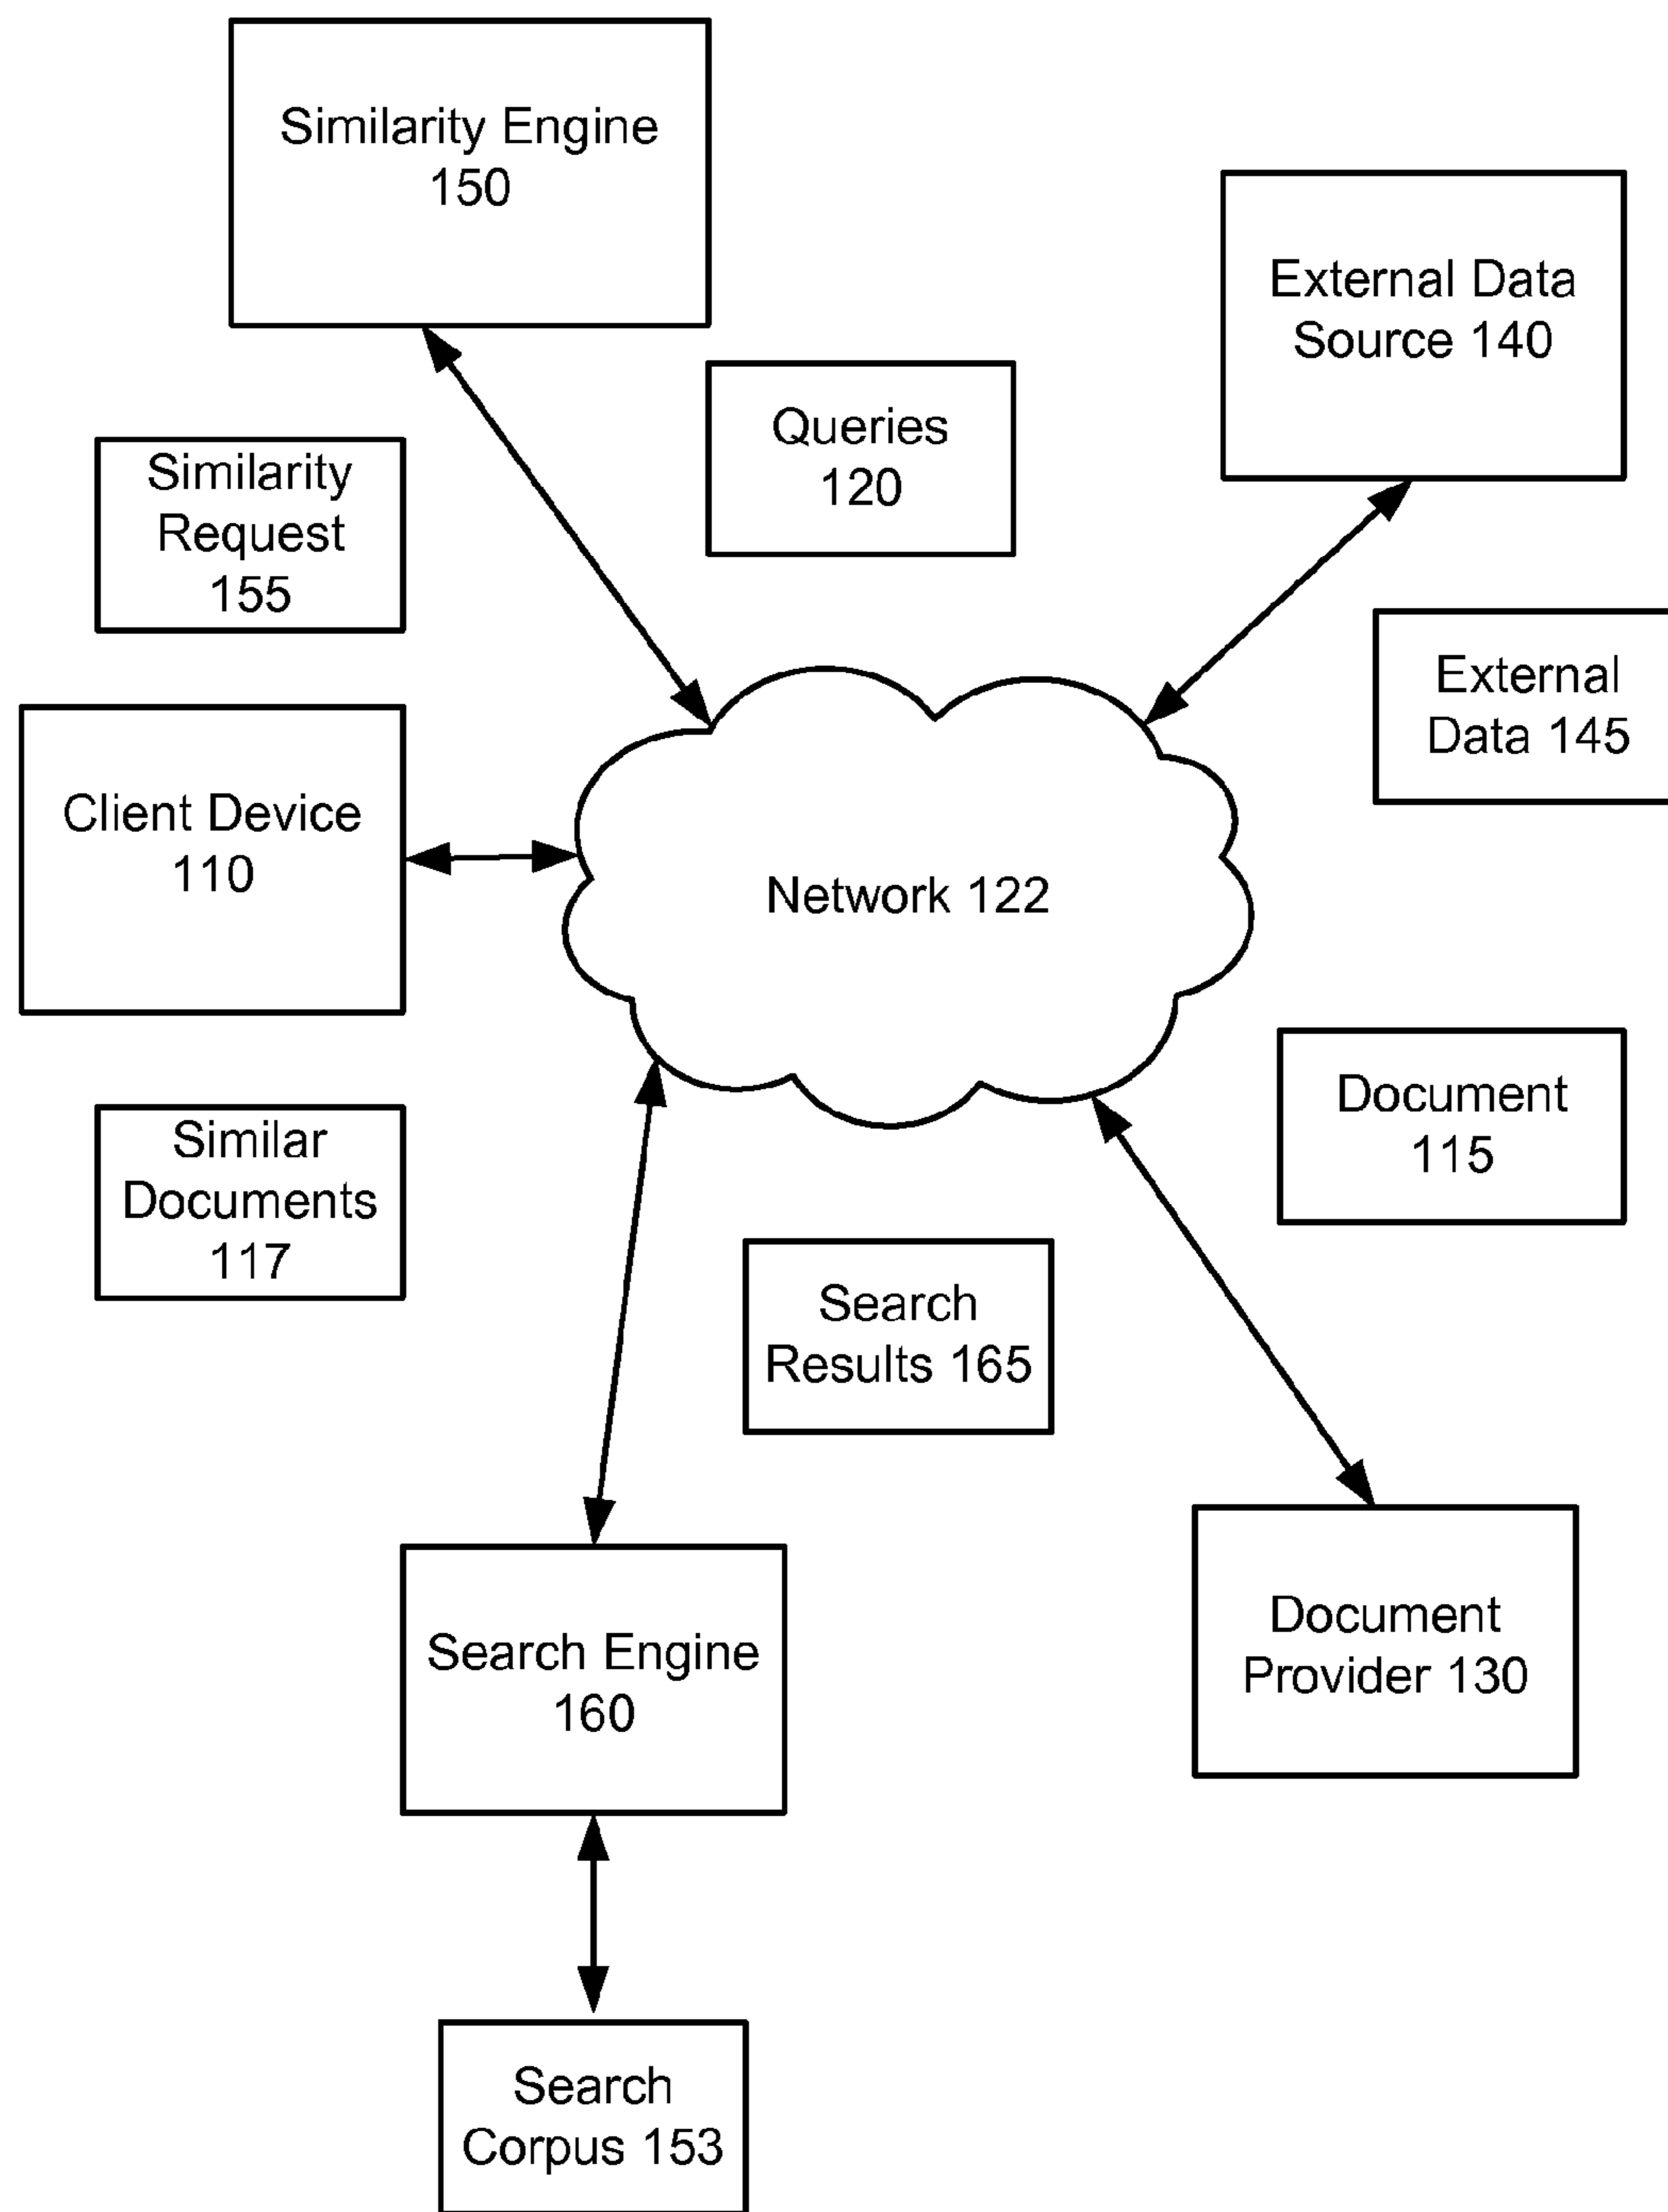 Similarity Engine
150
External Data
Source 140
Queries
120
Similarity
Request
155
External
Data 145
Client Device
110
Network 122
Document
115
Similar
Documents
117
Search
Results 165
Search Engine
160
Document
Provider 130
Search
Corpus 153